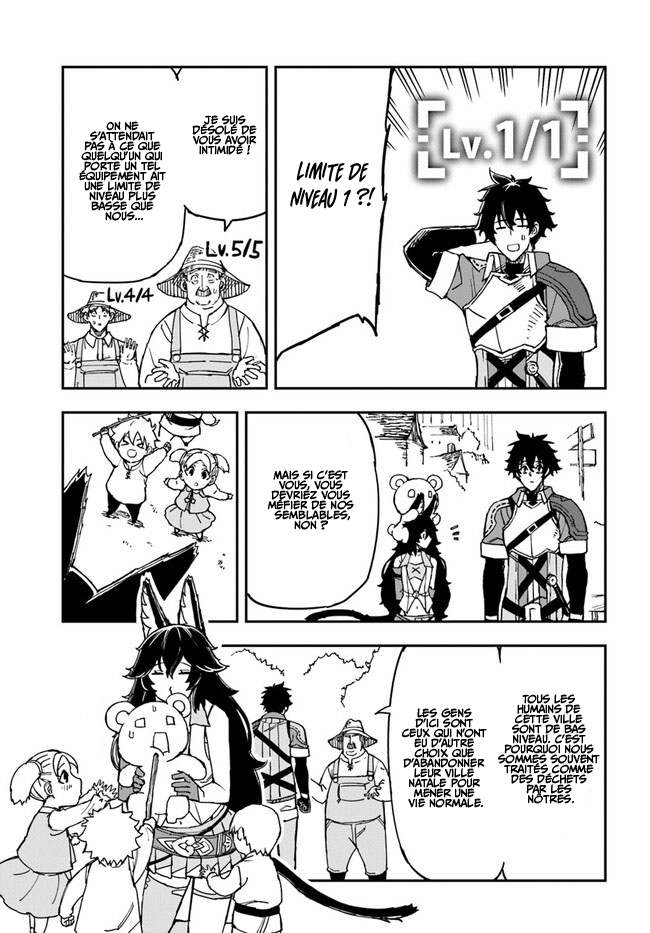 Lv.1/1
LIMITE DE
NIVEAU 1 ?!
JE SUIS
DÉSOLÉ DE
VOUS AVOIR
INTIMIDÉ !
ON NE
S'ATTENDAIT
PAS À CE QUE
QUELQU'UN QUI
PORTE UN TEL
ÉQUIPEMENT AIT
UNE LIMITE DE
NIVEAU PLUS
BASSE QUE
NOUS...
Lv.5/5
Lv.4/4
MAIS SI C'EST
VOUS, VOUS
DEVRIEZ VOUS
MÉFIER DE NOS
SEMBLABLES,
NON ?
TOUS LES
HUMAINS DE
CETTE VILLE
SONT DE BAS
NIVEAU. C'EST
POURQUOI NOUS
SOMMES SOUVENT
TRAITÉS COMME
DES DÉCHETS
PAR LES
NÔTRES.
LES GENS
D'ICI SONT
CEUX QUI N'ONT
EU D'AUTRE
CHOIX QUE
D'ABANDONNER
LEUR VILLE
NATALE POUR
MENER UNE
VIE NORMALE.